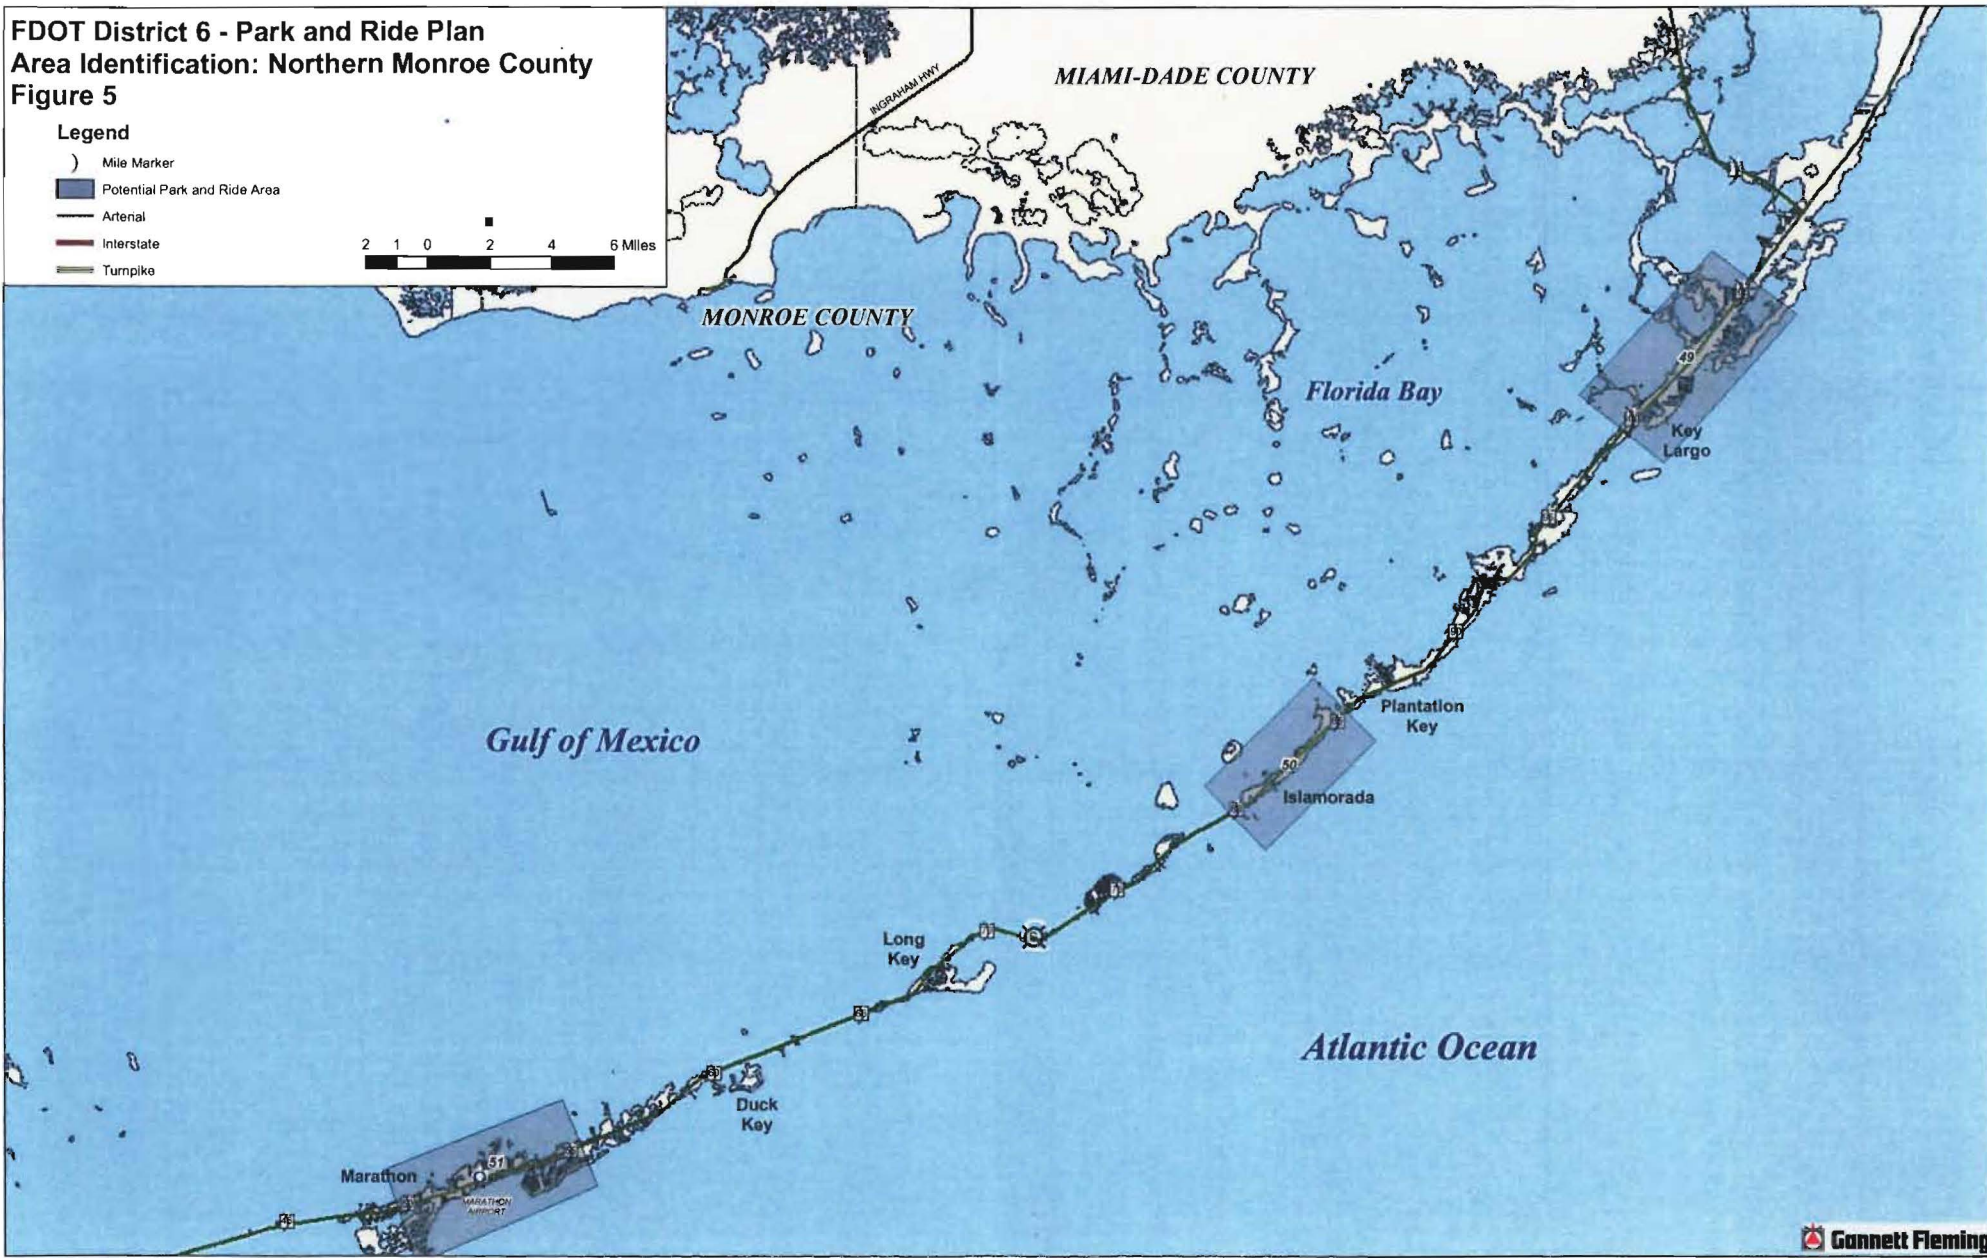 FDOT District 6 - Park and Ride Plan
Area Identification: Northern Monroe County
Figure 5
Legend
Mile Marker
Potential Park and Ride Area
Arterial
Interstate
Turnpike
2 1 0 2 4 6 Miles
INGRAHAM HWY
MIAMI-DADE COUNTY
MONROE COUNTY
Florida Bay
49
Key
Largo
Plantation
Key
Gulf of Mexico
50
Islamorada
Long
Key
Atlantic Ocean
Duck
Key
Marathon
51
MARATHON
AIRPORT
Gannett Fleming